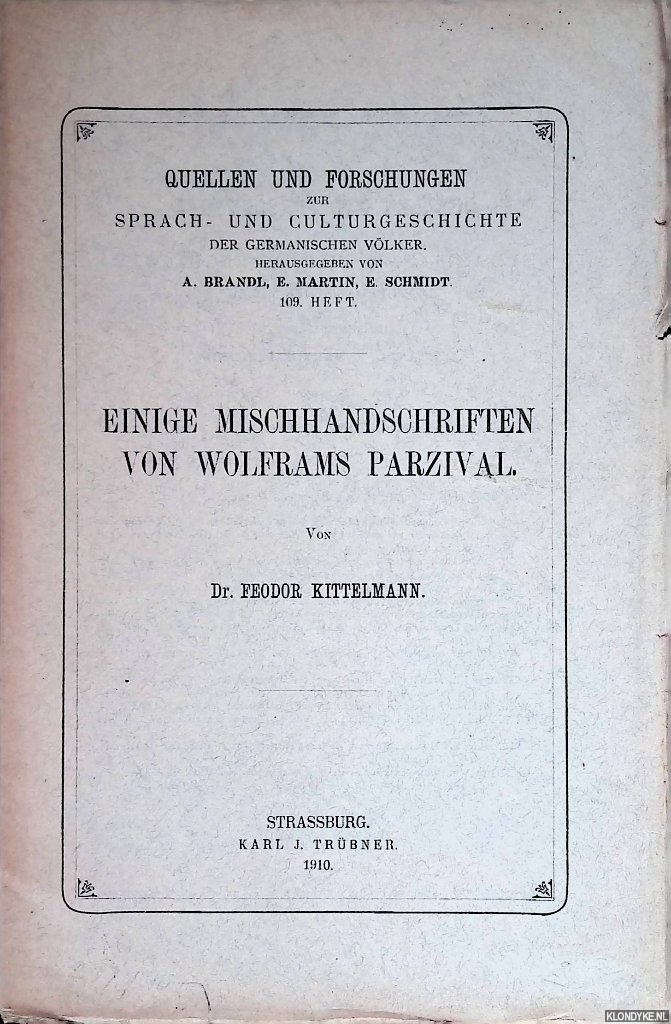 QUELLEN UND FORSCHUNGEN
ZUR
SPRACH- UND CULTURGESCHICHTE
DER GERMANISCHEN VÖLKER.
HERAUSGEGEBEN VON
A. BRANDL, E. MARTIN, E. SCHMIDT.
109. HEFT.
EINIGE MISCHHANDSCHRIFTEN
VON WOLFRAMS PARZIVAL.
VON
Dr. FEODOR KITTELMANN.
STRASSBURG.
KARL J. TRÜBNER.
1910.
KLONDYKE.NL